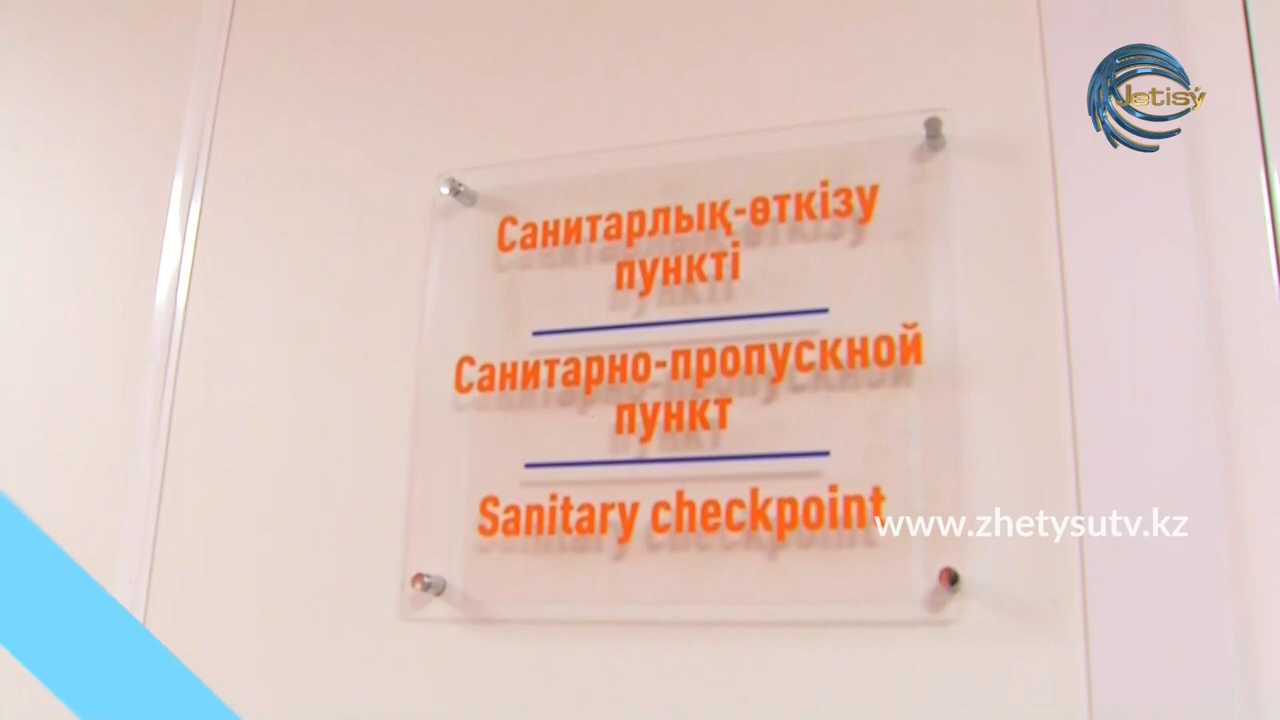 Jetisý
Санитарлық-өткізу
пункті
Санитарно-пропускной
пункт
Sanitary checkpoint
www.zhetysutv.kz